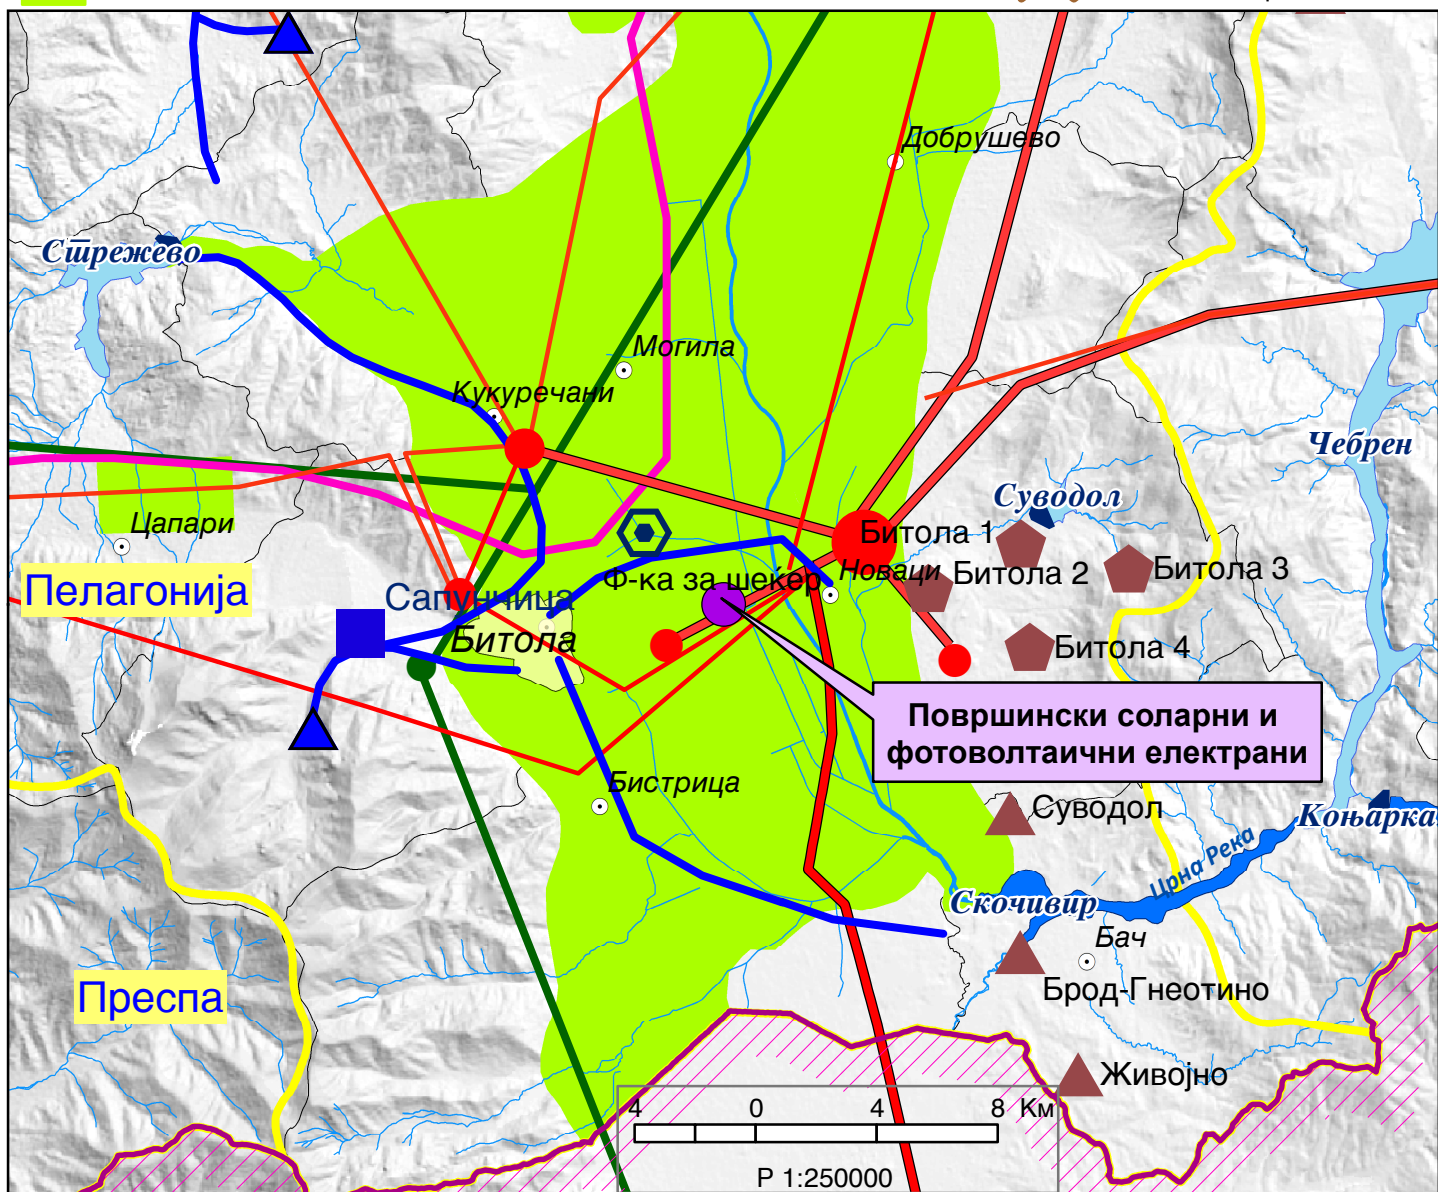 Добрушево
Стрежево
Могила
Кукуречани
Чебрен
Суводол
Цапари
Битола 1
Битола 2
Битола 3
Новаци
Ф-ка за шеќер
Пелагонија
Сапунчица
Битола
Битола 4
Површински соларни и
фотоволтаични електрани
Бистрица
Суводол
Коњарка
Црна Река
Скочивир
Бач
Преспа
Брод-Гнеотино
Живојно
4 0 4 8 Км
Р 1:250000